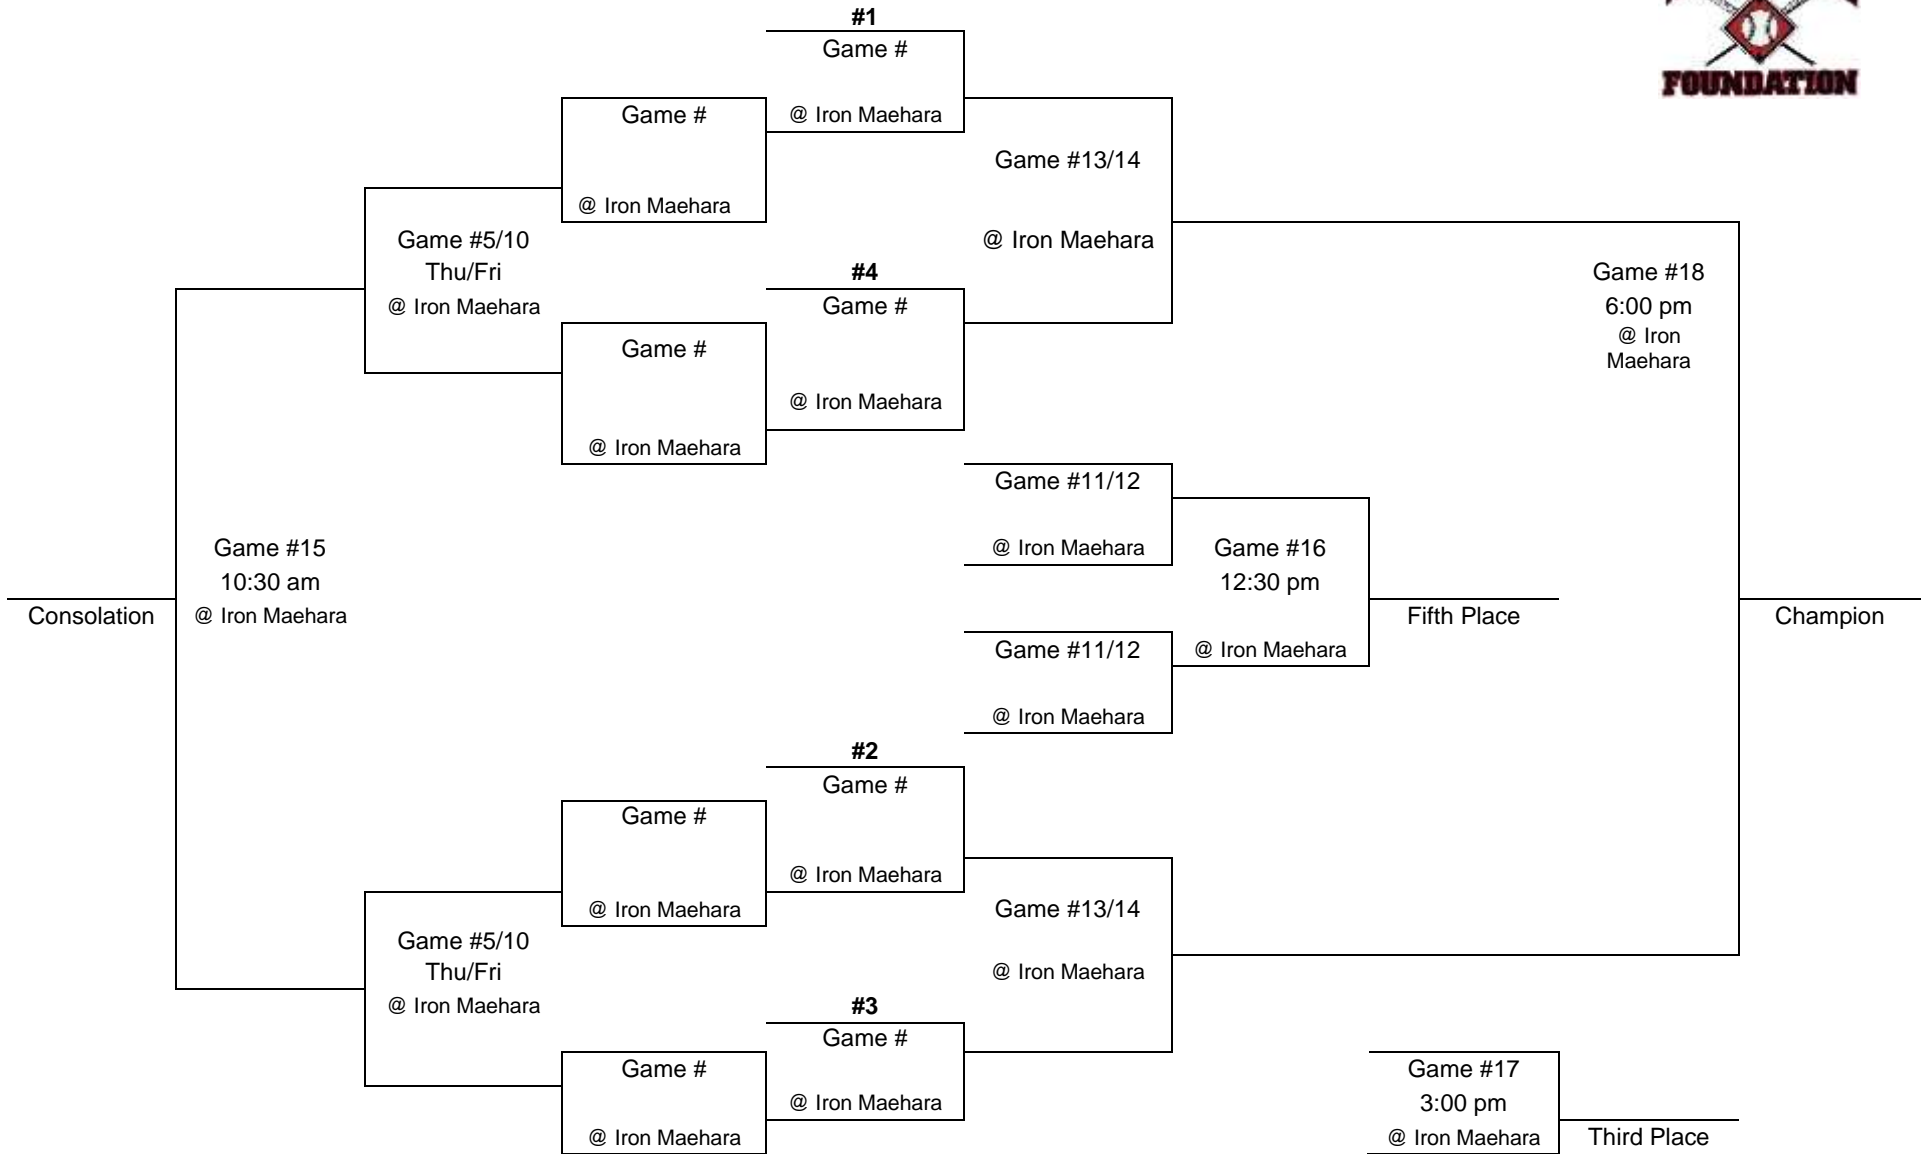 #1
Game #
@ Iron Maehara
FOUNDATION
Game #
@ Iron Maehara
Game #13/14
@ Iron Maehara
Game #5/10
Thu/Fri
@ Iron Maehara
#4
Game #
@ Iron Maehara
Game #
@ Iron Maehara
Game #18
6:00 pm
@ Iron
Maehara
Game #11/12
@ Iron Maehara
Game #15
10:30 am
@ Iron Maehara
Consolation
Game #16
12:30 pm
@ Iron Maehara
Fifth Place
Champion
Game #11/12
@ Iron Maehara
#2
Game #
@ Iron Maehara
Game #
@ Iron Maehara
Game #13/14
@ Iron Maehara
Game #5/10
Thu/Fri
@ Iron Maehara
#3
Game #
@ Iron Maehara
Game #
@ Iron Maehara
Game #17
3:00 pm
@ Iron Maehara
Third Place